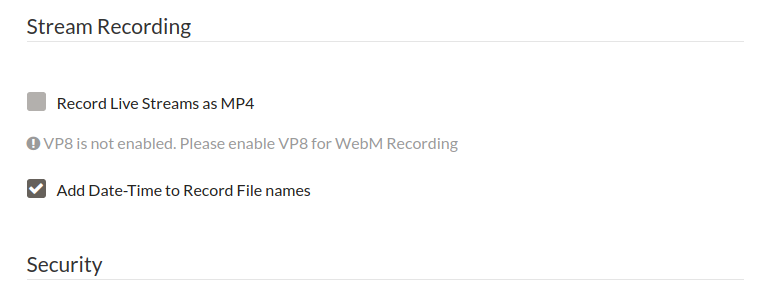 Stream Recording
Record Live Streams as MP4
VP8 is not enabled. Please enable VP8 for WebM Recording
Add Date-Time to Record File names
Security